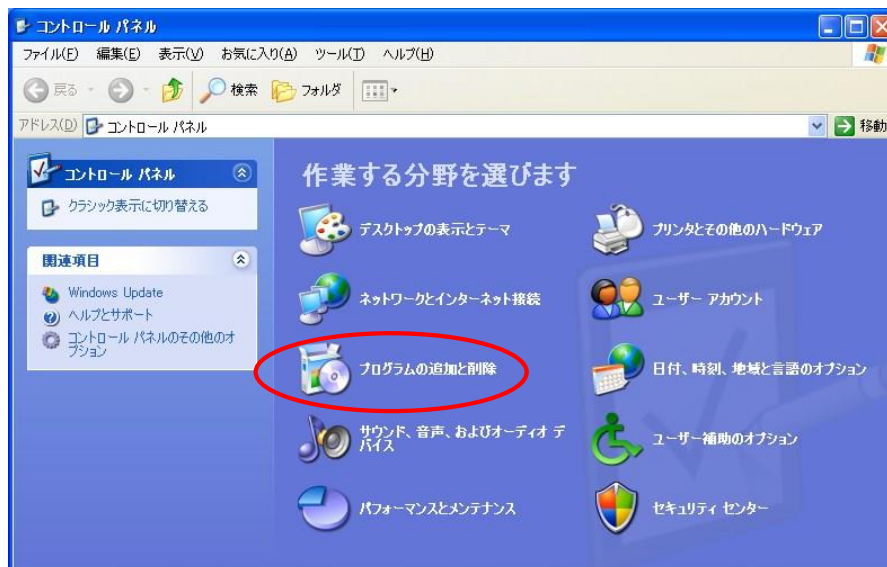 コントロール パネル
ファイル(F) 編集(E) 表示(V) お気に入り(A) ツール(T) ヘルプ(H)
戻る 検索 フォルダ
アドレス(D) コントロール パネル 移動
コントロール パネル
クラシック表示に切り替える
関連項目
Windows Update
ヘルプとサポート
コントロール パネルのその他のオ
プション
作業する分野を選びます
デスクトップの表示とテーマ
プリンタとその他のハードウェア
ネットワークとインターネット接続
ユーザー アカウント
プログラムの追加と削除
日付、時刻、地域と言語のオプション
サウンド、音声、およびオーディオ デ
バイス
ユーザー補助のオプション
パフォーマンスとメンテナンス
セキュリティ センター